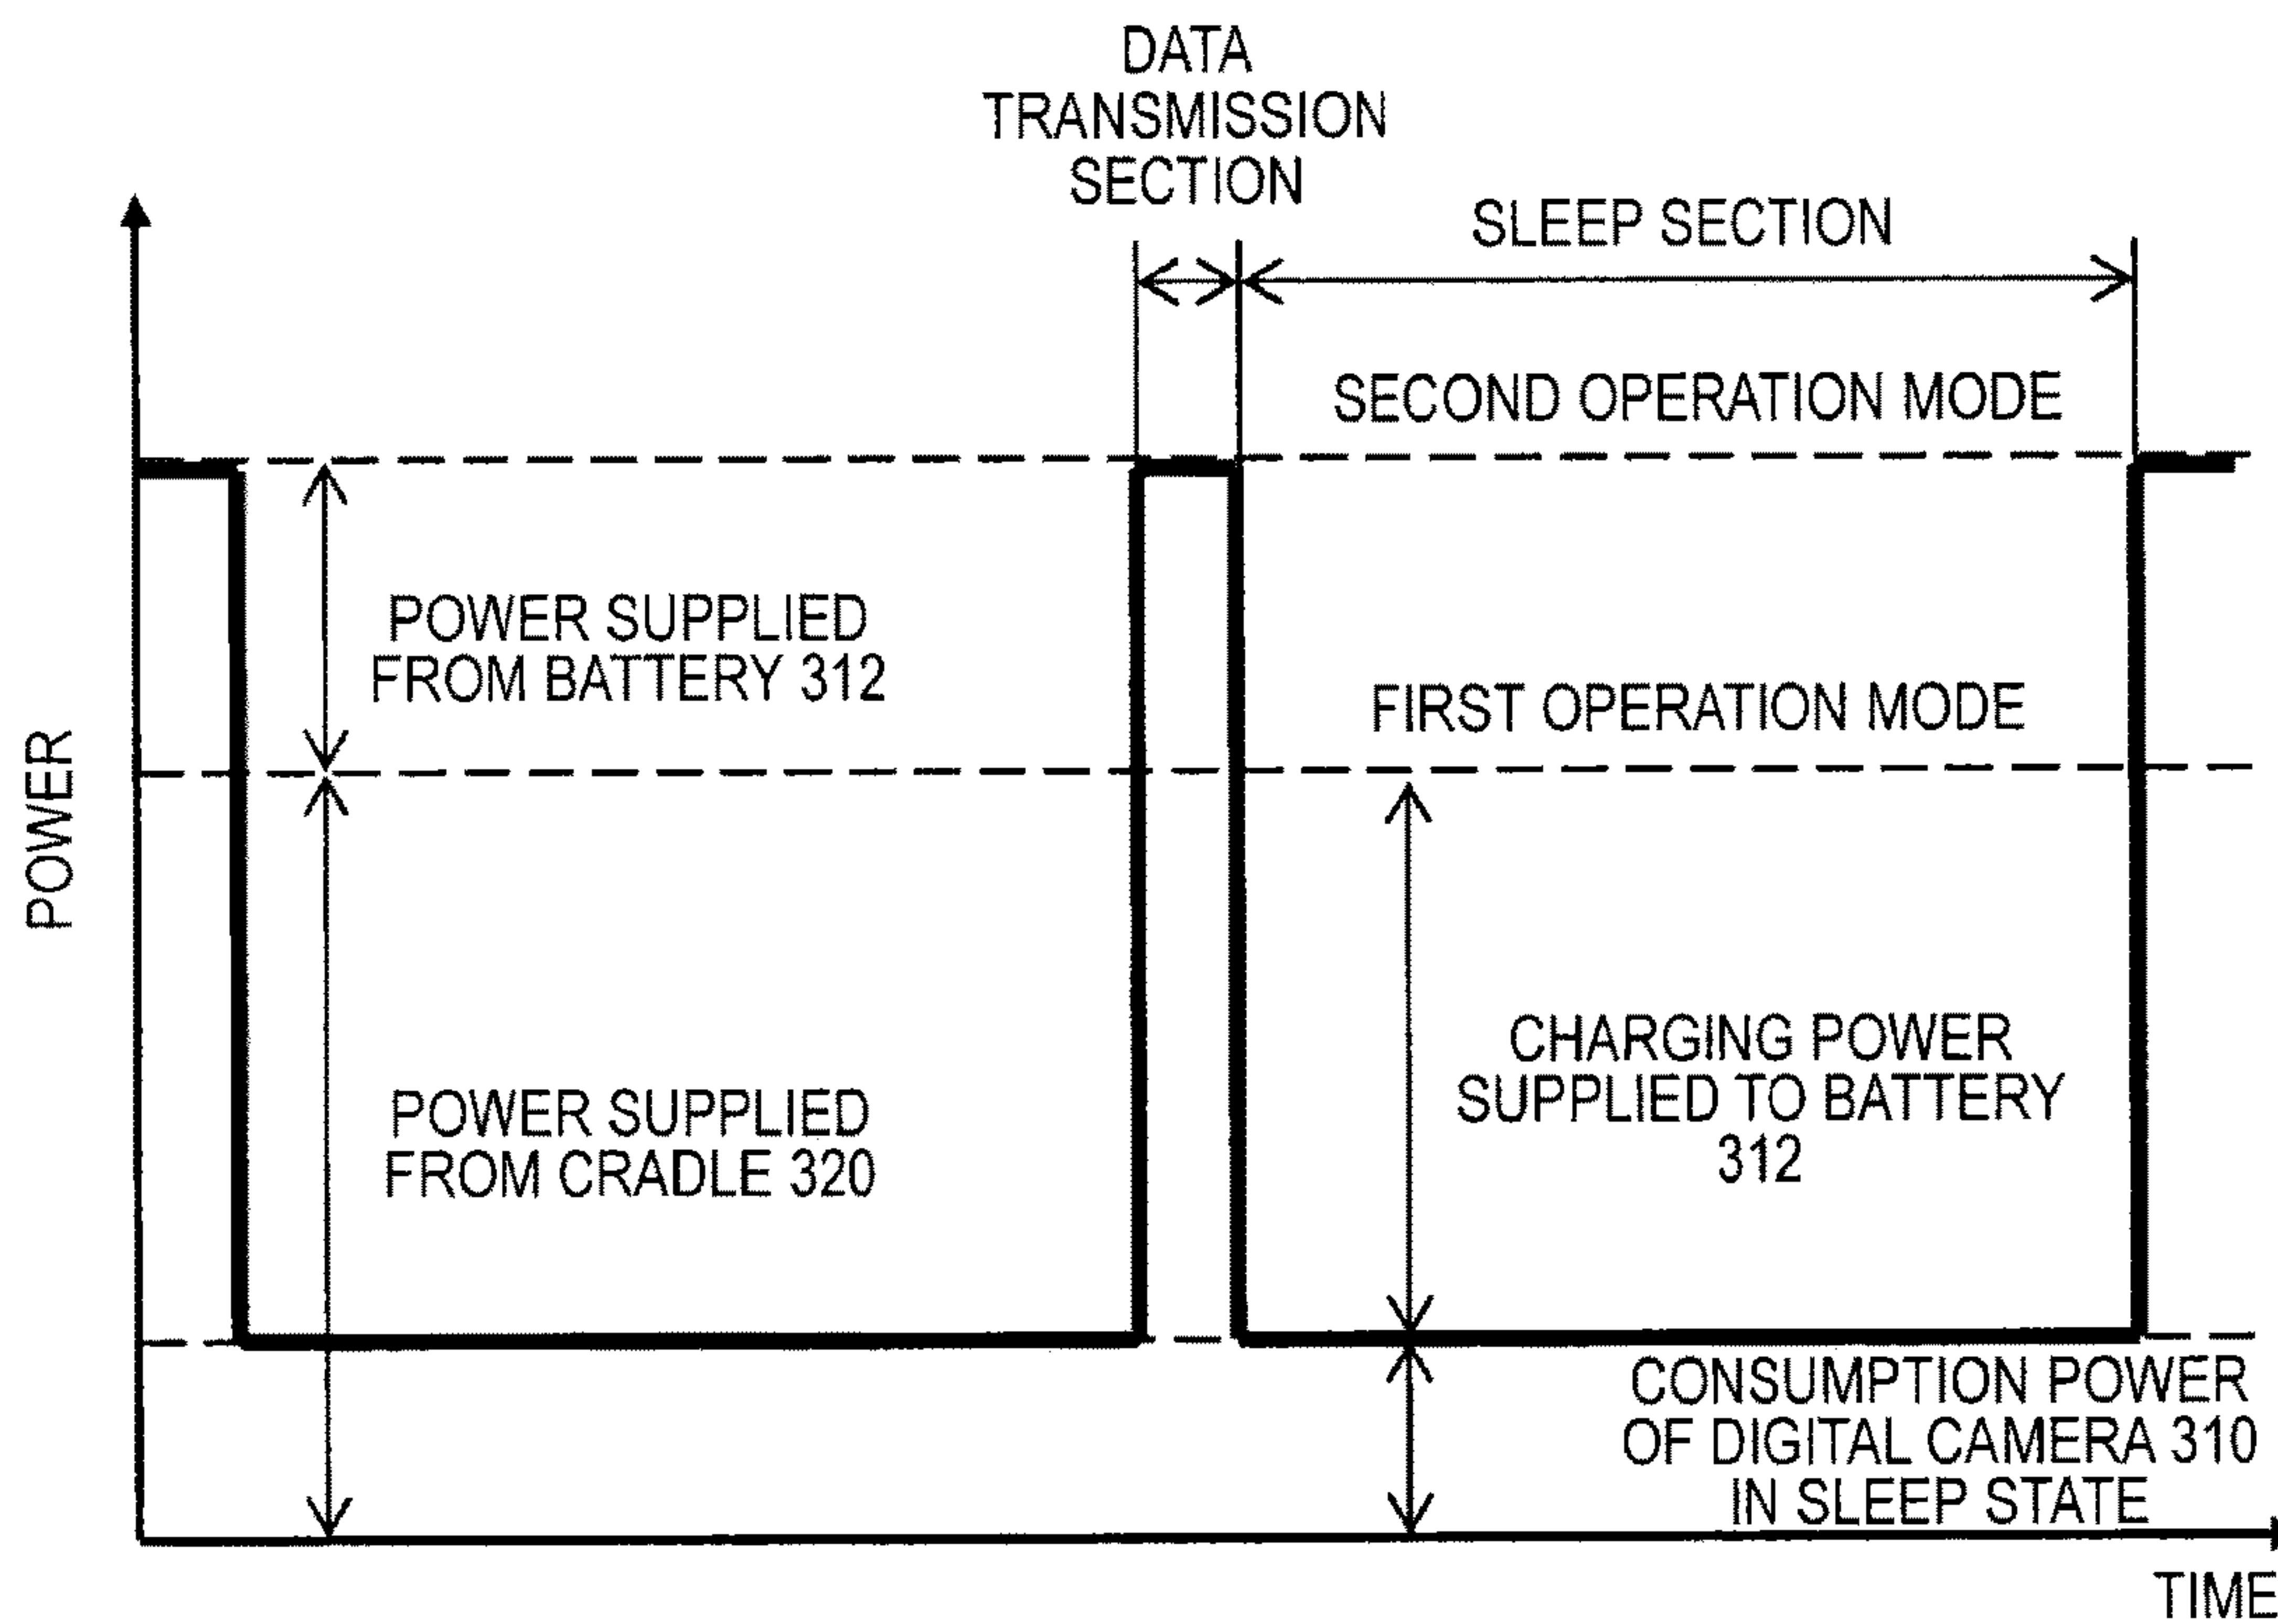 DATA
TRANSMISSION
SECTION
SLEEP SECTION
SECOND OPERATION MODE
POWER SUPPLIED
FROM BATTERY 312
FIRST OPERATION MODE
POWER
CHARGING POWER
SUPPLIED TO BATTERY
312
POWER SUPPLIED
FROM CRADLE 320
CONSUMPTION POWER
OF DIGITAL CAMERA 310
IN SLEEP STATE
TIME